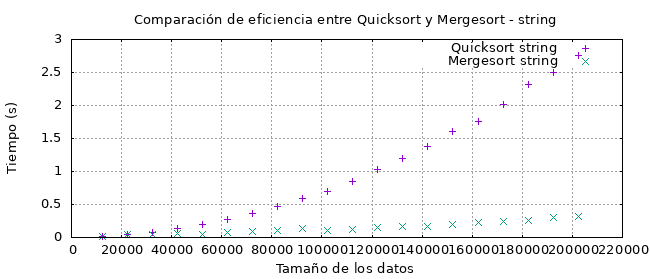 Comparación de eficiencia entre Quicksort y Mergesort - string
Quicksort string
Mergesort string
3
2.5
2
1.5
1
0.5
0
Tiempo (s)
0 20000 40000 60000 80000 100000 120000 140000 160000 180000 200000 220000
Tamaño de los datos